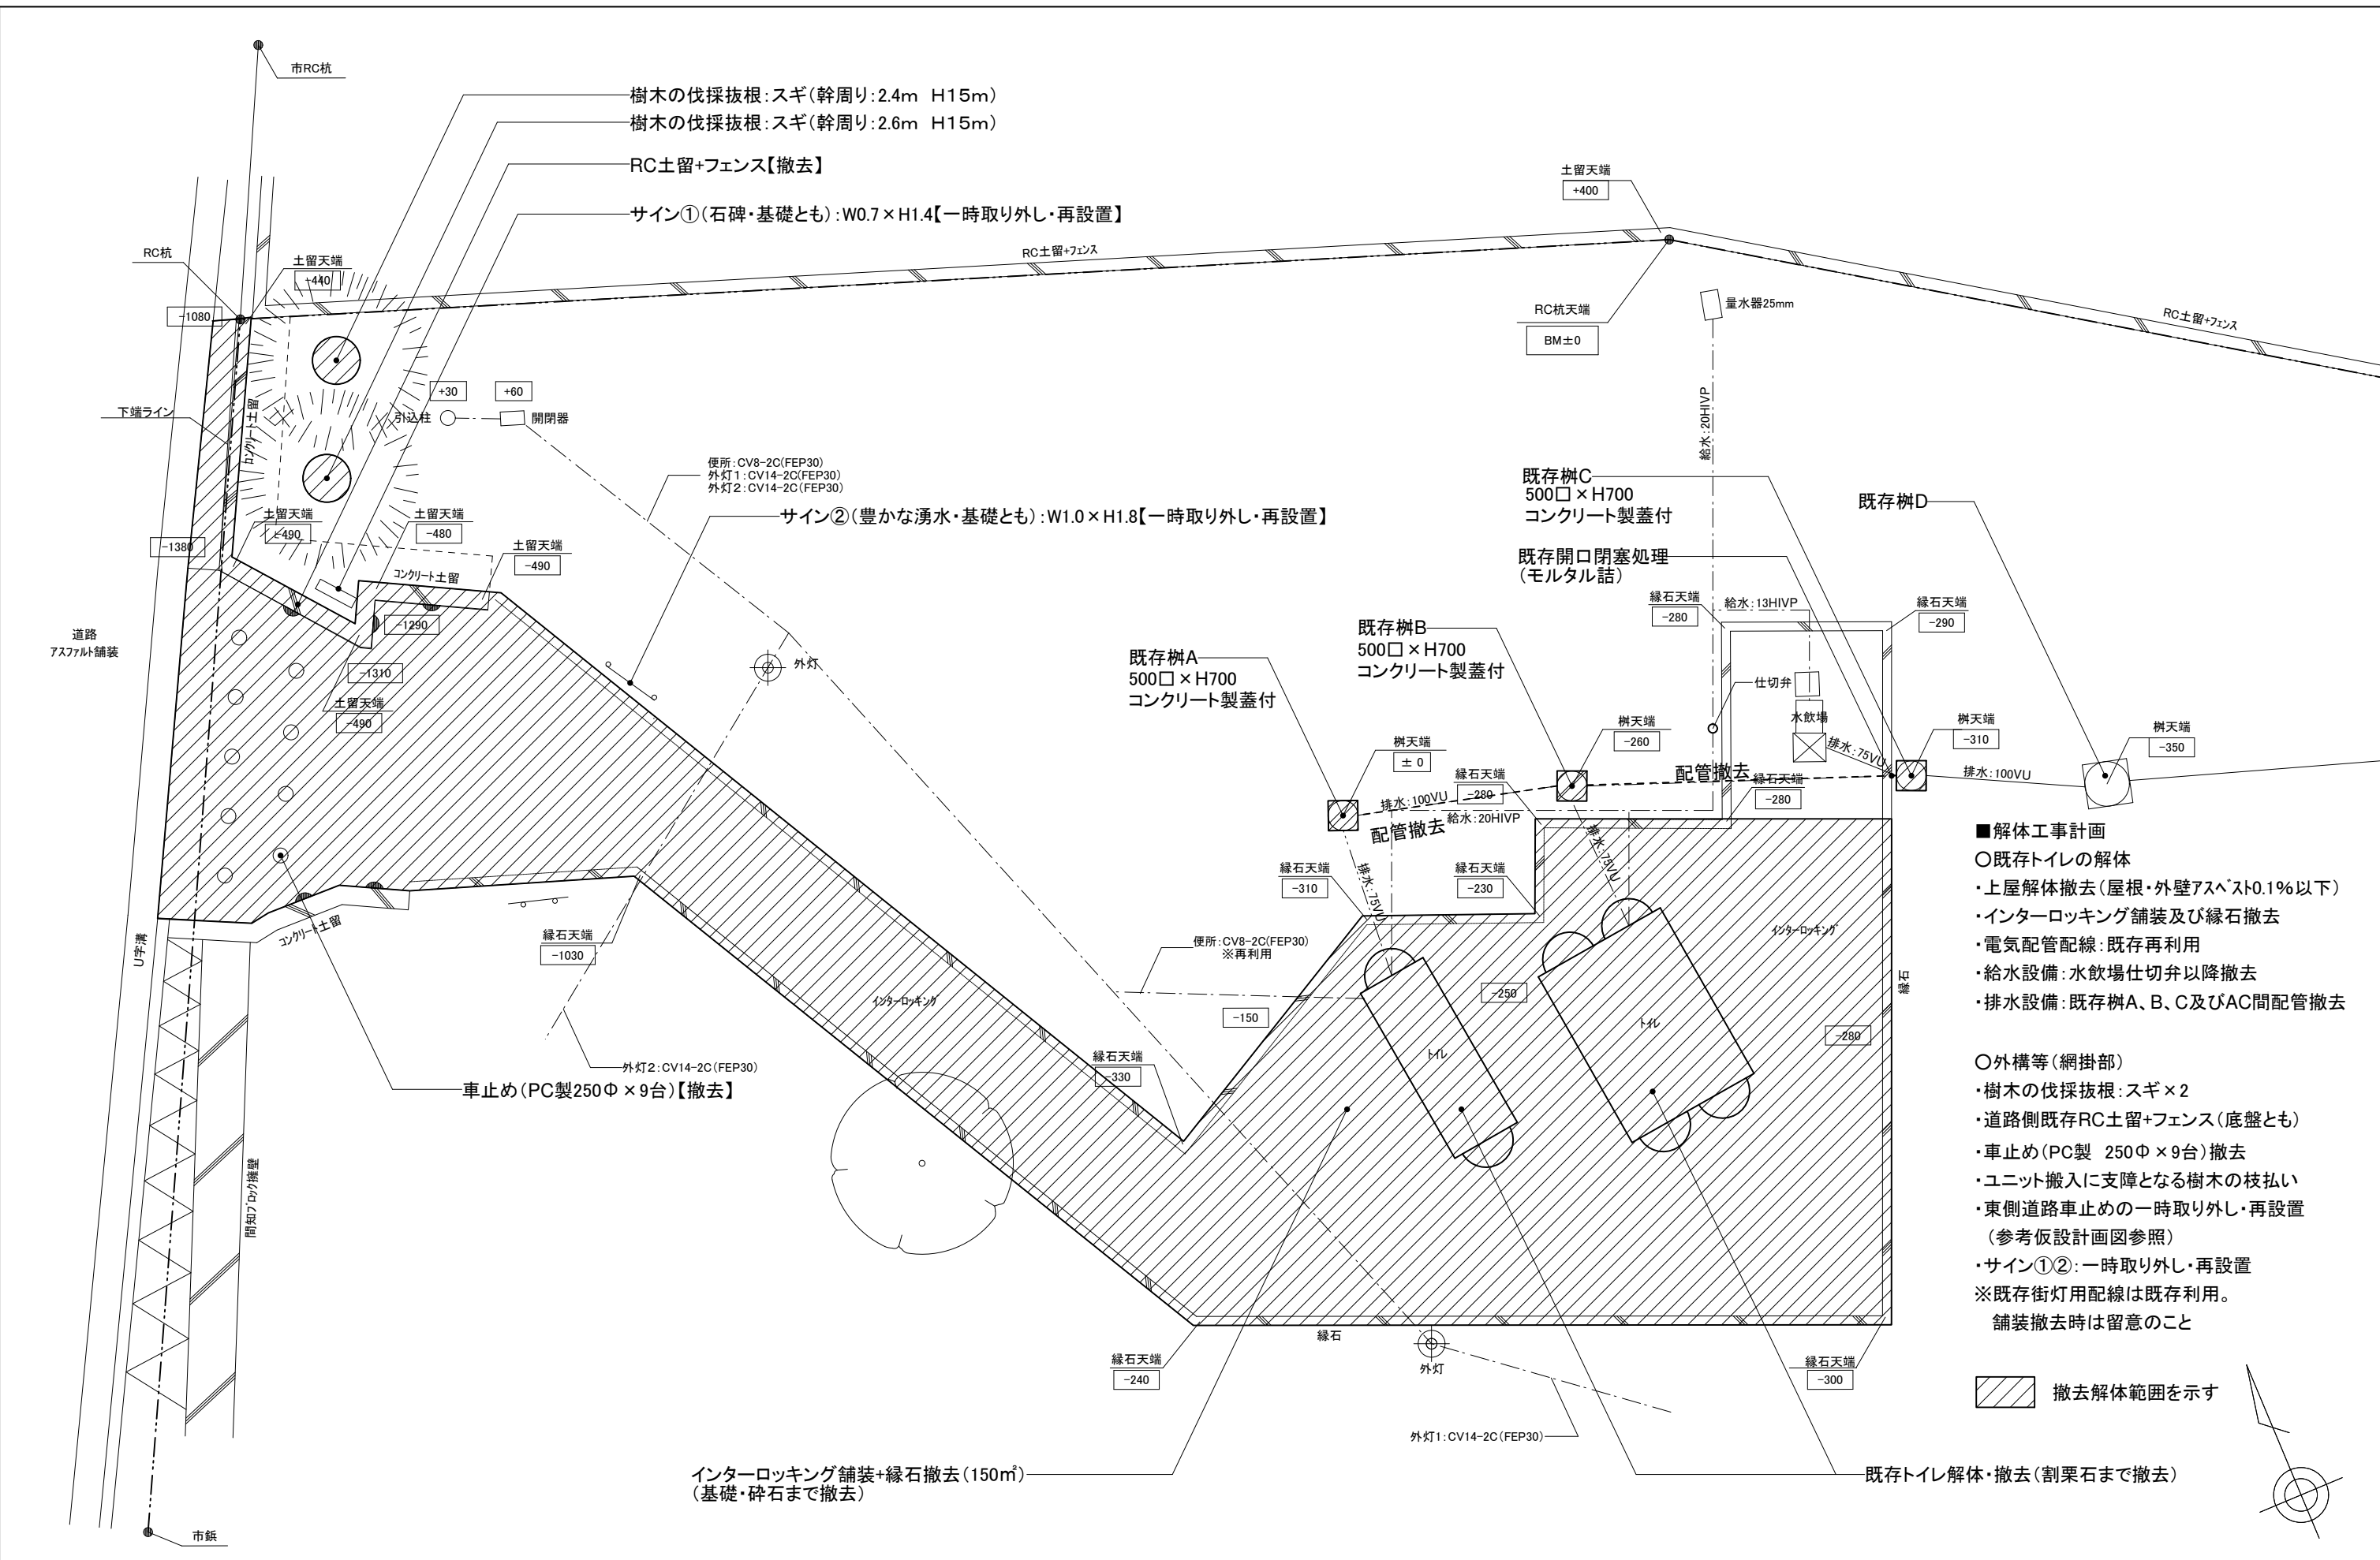 市RC杭
樹木の伐採抜根：スギ（幹周り：2.4m　H15m）
樹木の伐採抜根：スギ（幹周り：2.6m　H15m）
RC土留+フェンス【撤去】
サイン①（石碑・基礎とも）：W0.7×H1.4【一時取り外し・再設置】
土留天端
+400
RC土留+フェンス
RC杭
土留天端
+440
-1080
RC杭天端
BM±0
量水器25mm
RC土留+フェンス
下端ライン
コンクリート土留
+30
+60
引込柱
開閉器
給水：20HIVP
便所：CV8-2C(FEP30)
外灯１：CV14-2C(FEP30)
外灯２：CV14-2C(FEP30)
サイン②（豊かな湧水・基礎とも）：W1.0×H1.8【一時取り外し・再設置】
既存桝C
500□×H700
コンクリート製蓋付
既存桝D
既存開口閉塞処理
（モルタル詰）
土留天端
-490
土留天端
-480
土留天端
-490
-1380
コンクリート土留
-1290
-1310
土留天端
-490
道路
アスファルト舗装
外灯
既存桝A
500□×H700
コンクリート製蓋付
既存桝B
500□×H700
コンクリート製蓋付
縁石天端
-280
給水：13HIVP
縁石天端
-290
仕切弁
水飲場
排水：75VU
桝天端
±0
桝天端
-260
桝天端
-310
桝天端
-350
排水：100VU
配管撤去
縁石天端
-280
縁石天端
-280
排水：100VU
給水：20HIVP
配管撤去
排水：75VU
排水：75VU
縁石天端
-310
縁石天端
-230
コンクリート土留
U字溝
縁石天端
-1030
便所：CV8-2C(FEP30)
※再利用
インターロッキング
インターロッキング
縁石
-250
-150
-280
トイレ
トイレ
縁石天端
-330
外灯２：CV14-2C(FEP30)
車止め（PC製250Φ×9台）【撤去】
間知ブロック擁壁
縁石
縁石天端
-240
外灯
縁石天端
-300
外灯１：CV14-2C(FEP30)
インターロッキング舗装+縁石撤去（150㎡）
（基礎・砕石まで撤去）
既存トイレ解体・撤去（割栗石まで撤去）
市鋲
■解体工事計画
○既存トイレの解体
・上屋解体撤去（屋根・外壁アスベスト0.1％以下）
・インターロッキング舗装及び縁石撤去
・電気配管配線：既存再利用
・給水設備：水飲場仕切弁以降撤去
・排水設備：既存桝A、B、C及びAC間配管撤去
○外構等（網掛部）
・樹木の伐採抜根：スギ×2
・道路側既存RC土留+フェンス（底盤とも）
・車止め（PC製　250Φ×9台）撤去
・ユニット搬入に支障となる樹木の枝払い
・東側道路車止めの一時取り外し・再設置
（参考仮設計画図参照）
・サイン①②：一時取り外し・再設置
※既存街灯用配線は既存利用。
舗装撤去時は留意のこと
撤去解体範囲を示す